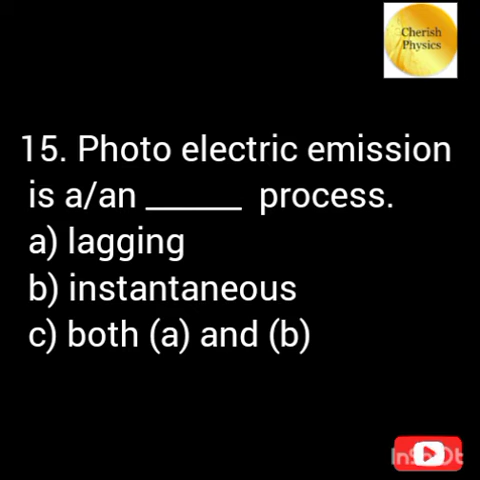 Cherish
Physics
15. Photo electric emission
is a/an ______ process.
a) lagging
b) instantaneous
c) both (a) and (b)